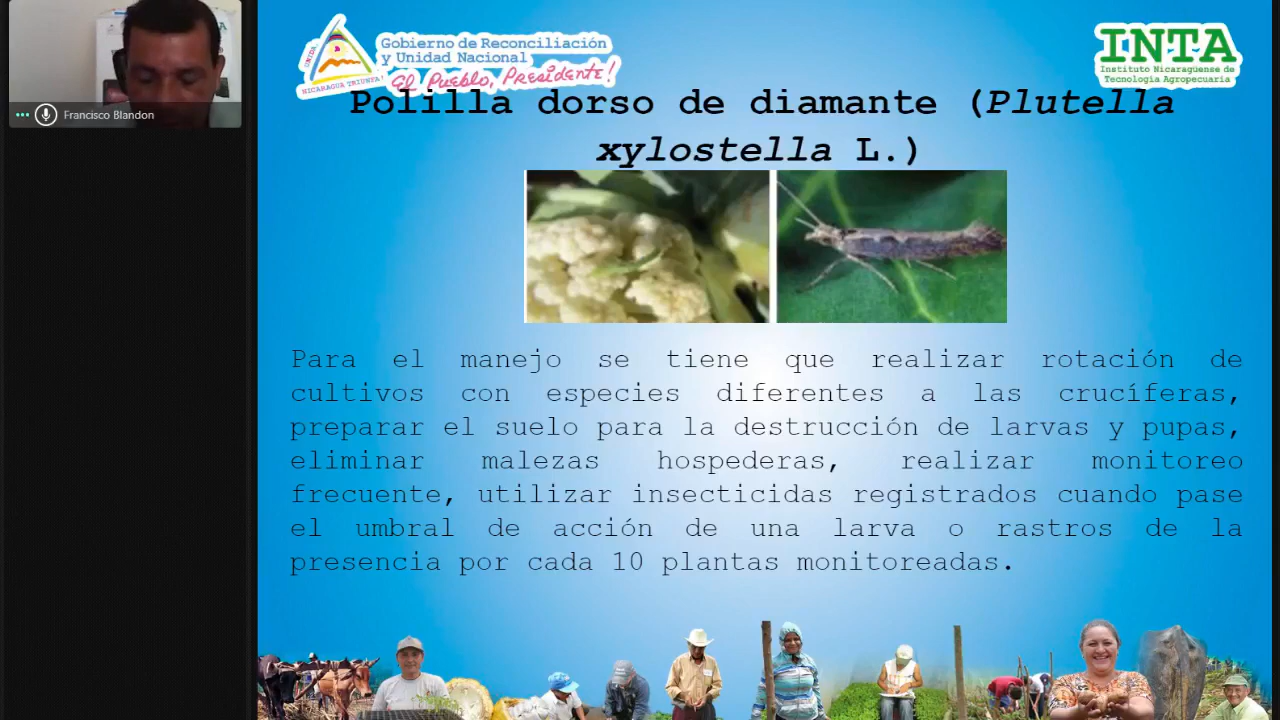 Francisco Blandon
UNIDA,
NICARAGUA TRIUNFA!
Gobierno de Reconciliación
y Unidad Nacional
El Pueblo, Presidente!
INTA
Instituto Nicaragüense de
Tecnología Agropecuaria
Polilla dorso de diamante (Plutella
xylostella L.)
Para el manejo se tiene que realizar rotación de
cultivos con especies diferentes a las crucíferas,
preparar el suelo para la destrucción de larvas y pupas,
eliminar malezas hospederas, realizar monitoreo
frecuente, utilizar insecticidas registrados cuando pase
el umbral de acción de una larva o rastros de la
presencia por cada 10 plantas monitoreadas.